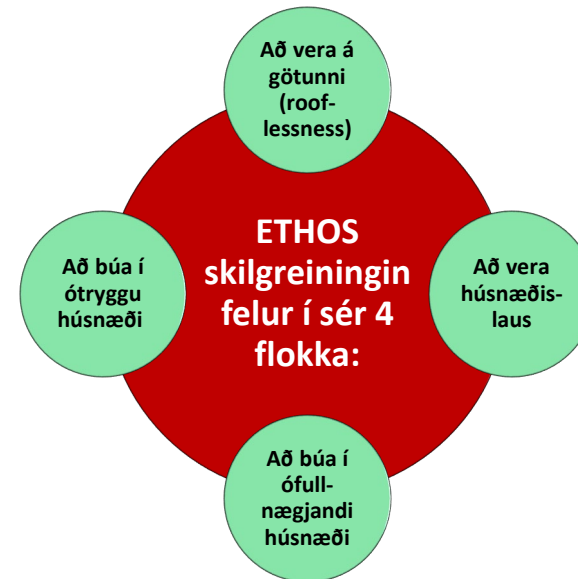 Að vera á
götunni
(roof-
lessness)
ETHOS
skilgreiningin
felur í sér 4
flokka:
Að vera
húsnæðis-
laus
Að búa í
ófull-
nægjandi
húsnæði
Að búa í
ótryggu
húsnæði